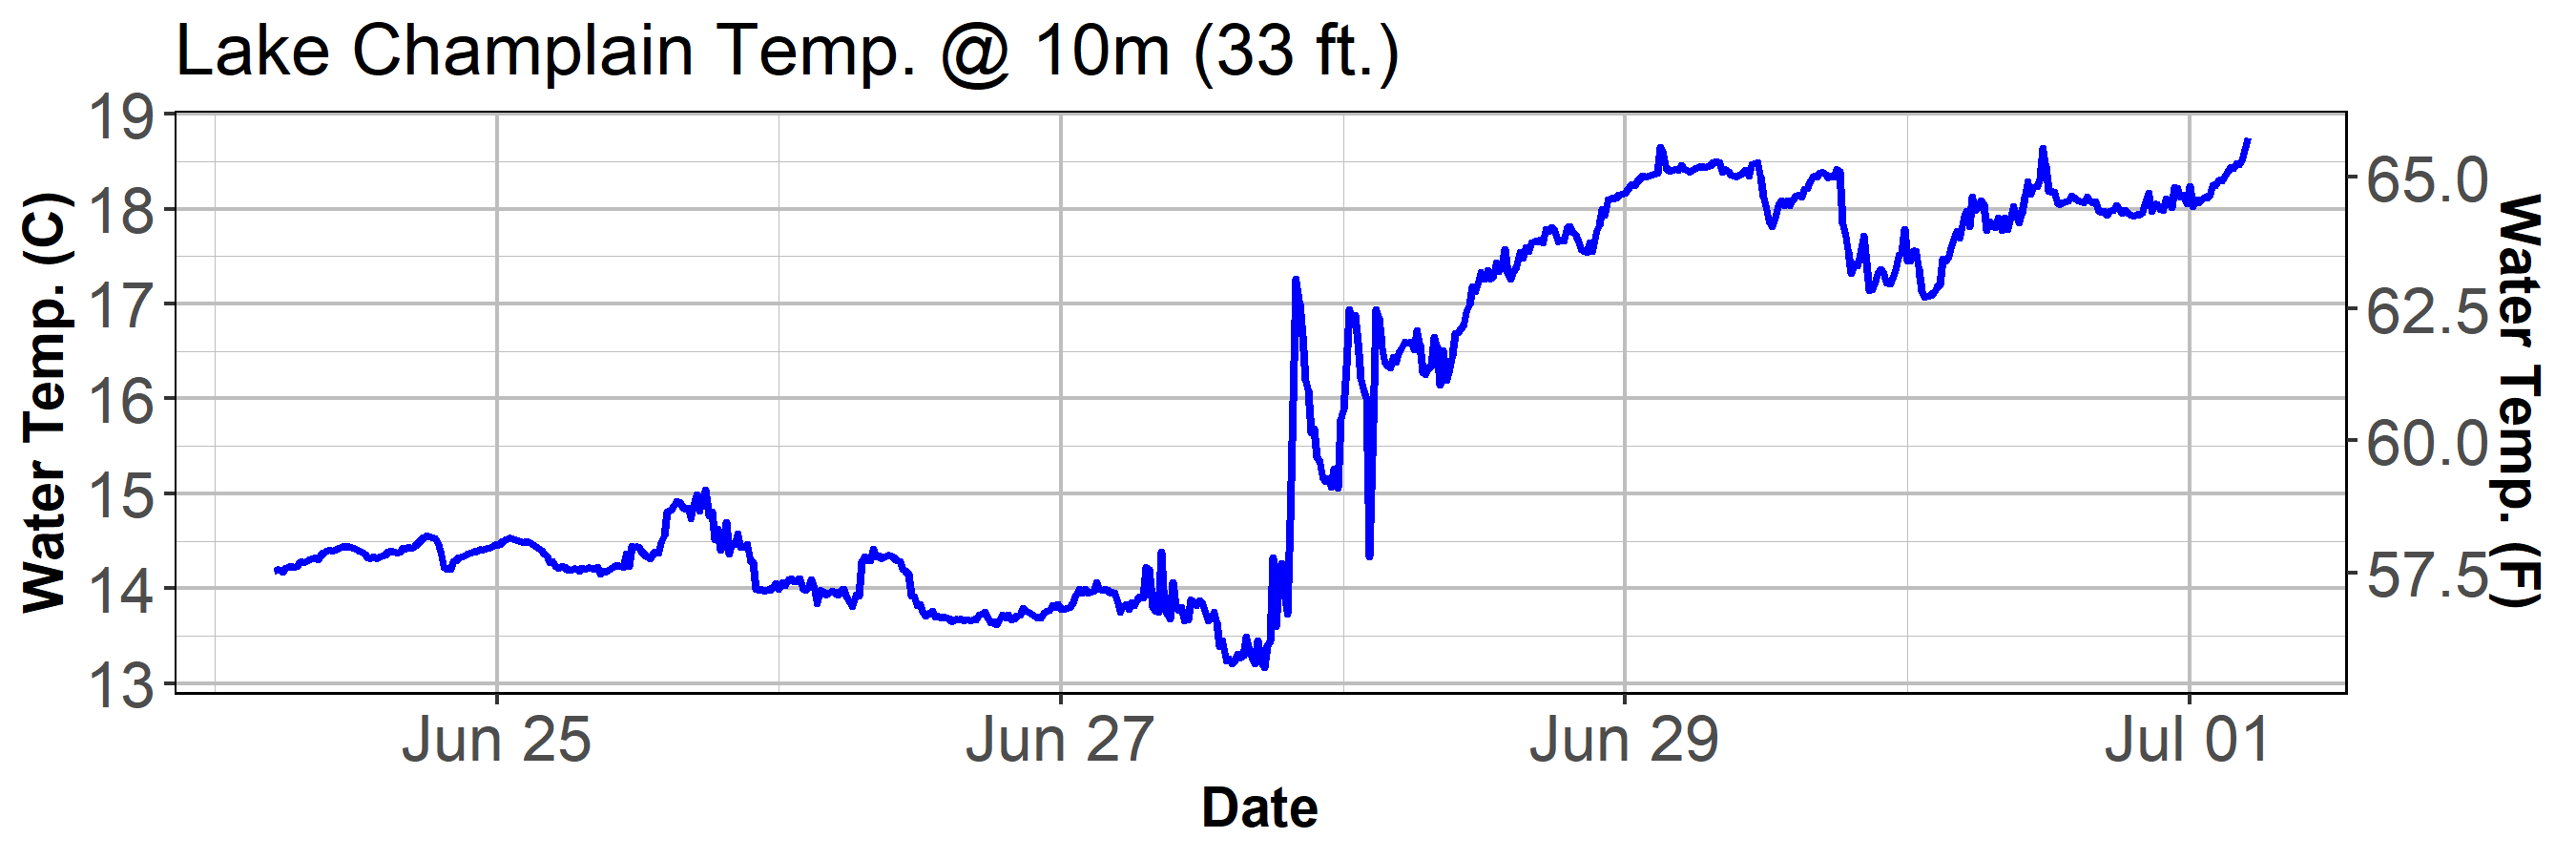 Lake Champlain Temp. @ 10m (33 ft.)
Water Temp. (C)
19
18
17
16
15
14
13
65.0
62.5
60.0
57.5
Water Temp. (F)
Jun 25
Jun 27
Jun 29
Jul 01
Date